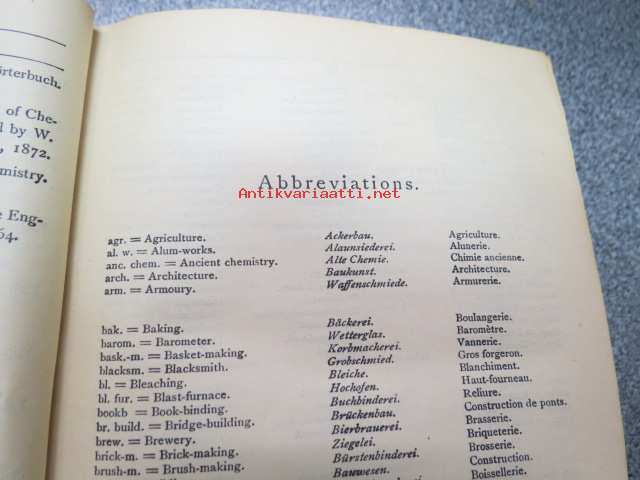 örterbuch.
of Che-
by W.
, 1872.
mistry.
e Eng-
64.
Abbreviations.
Antikvariaatti.net
agr. = Agriculture. Ackerbau. Agriculture.
al. w. = Alum-works. Alaunsiederei. Alunerie.
anc. chem. = Ancient chemistry. Alte Chemie. Chimie ancienne.
arch. = Architecture. Baukunst. Architecture.
arm. = Armoury. Waffenschmiede. Armurerie.
bak. = Baking. Bäckerei. Boulangerie.
barom. = Barometer. Wetterglas. Baromètre.
bask.-m. = Basket-making. Korbmacherei. Vannerie.
blacksm. = Blacksmith. Grobschmied. Gros forgeron.
bl. = Bleaching. Bleiche. Blanchiment.
bl. fur. = Blast-furnace. Hochofen. Haut-fourneau.
bookb = Book-binding. Buchbinderei. Reliure.
br. build. = Bridge-building. Brückenbau. Construction de ponts.
brew. = Brewery. Bierbrauerei. Brasserie.
brick-m. = Brick-making. Ziegelei. Briqueterie.
brush-m. = Brush-making. Bürstenbinderei. Brosserie.
Bauwesen. Construction.
Boissellerie.